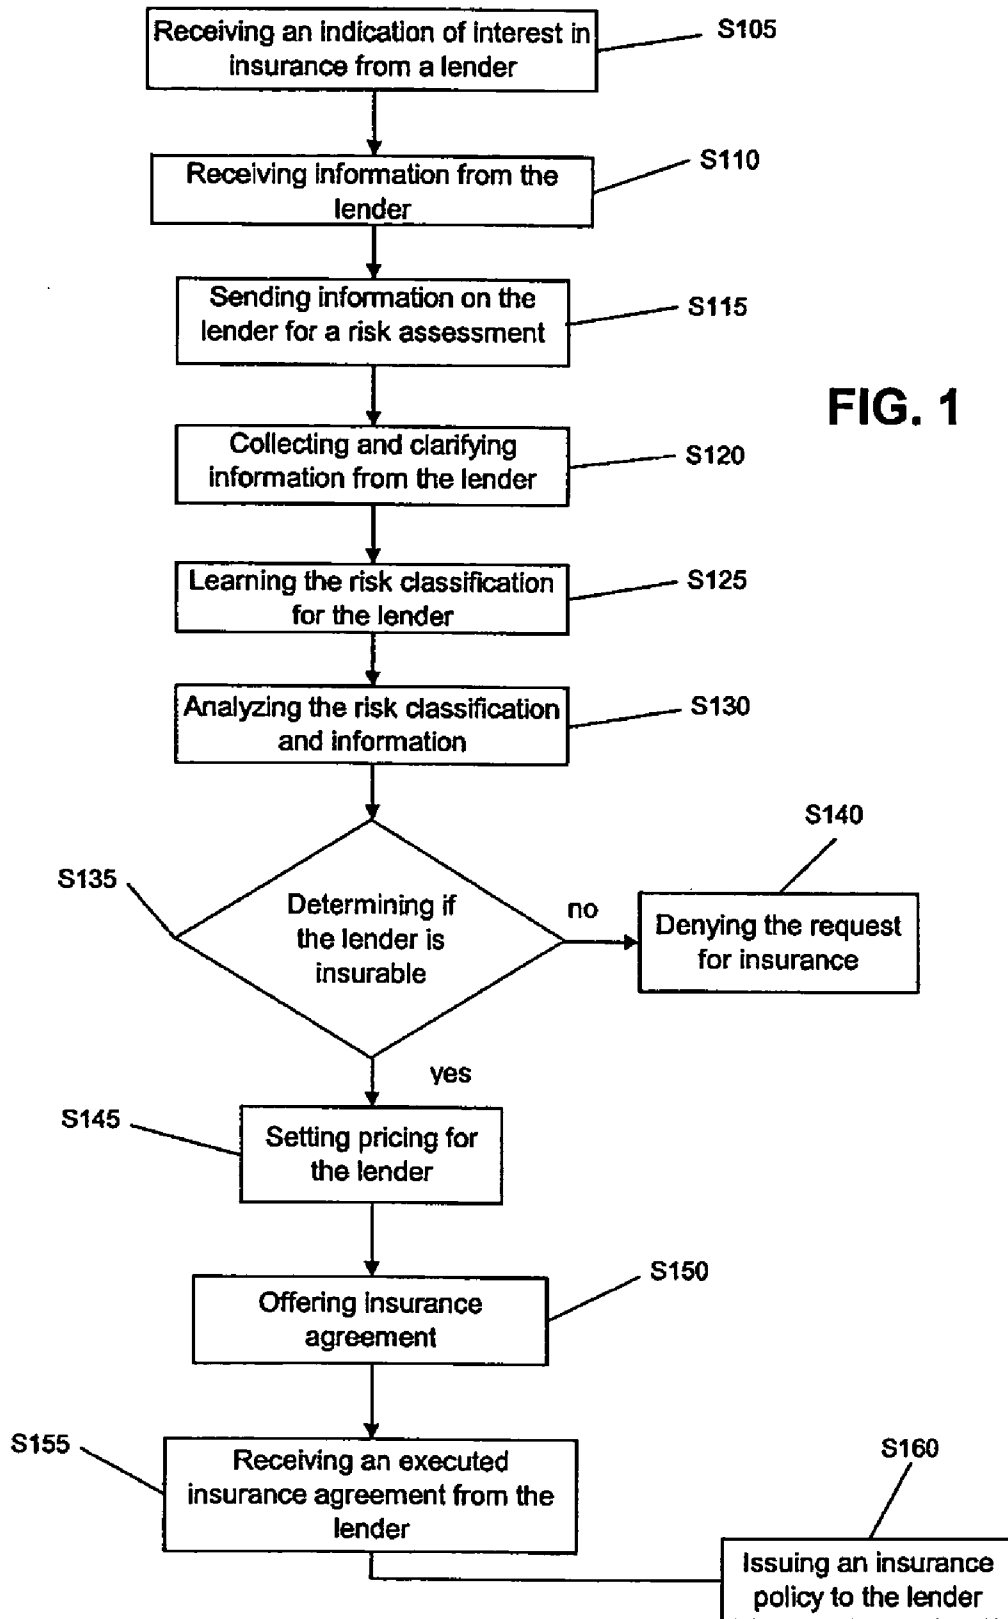 Receiving an indication of interest in
insurance from a lender
S105
Receiving information from the
lender
S110
Sending information on the
lender for a risk assessment
S115
FIG. 1
Collecting and clarifying
information from the lender
S120
Learning the risk classification
for the lender
S125
Analyzing the risk classification
and information
S130
S135
Determining if
the lender is
insurable
no
S140
Denying the request
for insurance
yes
S145
Setting pricing for
the lender
S150
Offering insurance
agreement
S155
Receiving an executed
insurance agreement from the
lender
S160
Issuing an insurance
policy to the lender